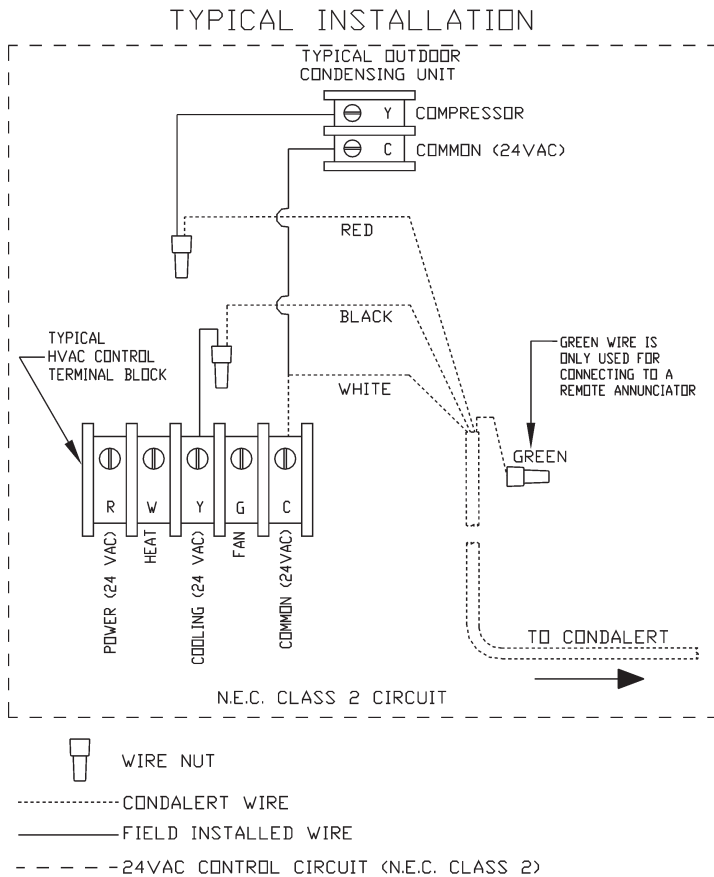 TYPICAL INSTALLATION
TYPICAL OUTDOOR
CONDENSING UNIT
Y COMPRESSOR
C COMMON (24VAC)
RED
BLACK
WHITE
TYPICAL
HVAC CONTROL
TERMINAL BLOCK
GREEN WIRE IS
ONLY USED FOR
CONNECTING TO A
REMOTE ANNUNCIATOR
GREEN
R W Y G C
POWER (24 VAC)
HEAT
COOLING (24 VAC)
FAN
COMMON (24VAC)
TO CONDALERT
N.E.C. CLASS 2 CIRCUIT
WIRE NUT
CONDALERT WIRE
FIELD INSTALLED WIRE
24VAC CONTROL CIRCUIT (N.E.C. CLASS 2)